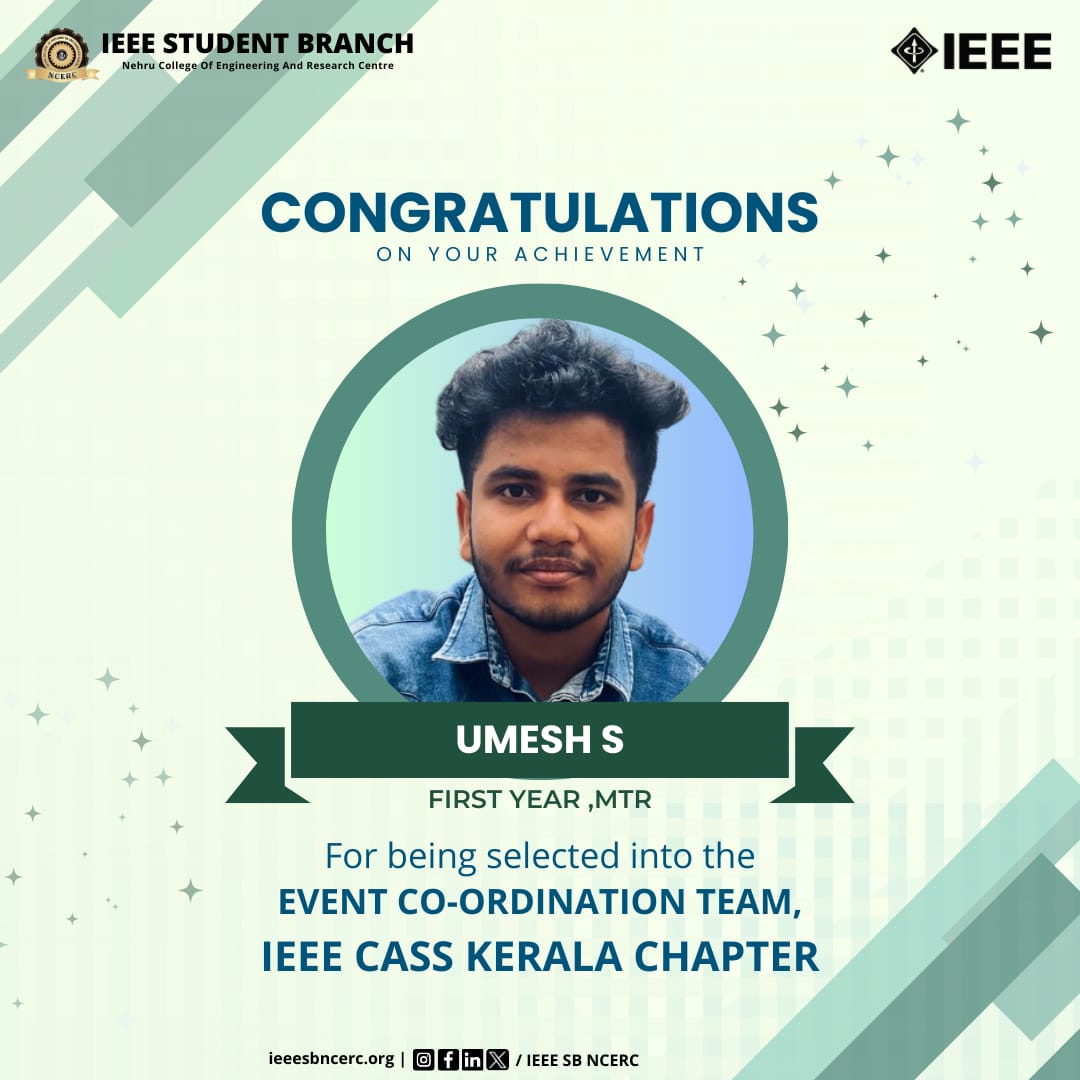 IEEE STUDENT BRANCH
Nehru College Of Engineering And Research Centre
NCERC
IEEE
CONGRATULATIONS
ON YOUR ACHIEVEMENT
UMESH S
FIRST YEAR ,MTR
For being selected into the
EVENT CO-ORDINATION TEAM,
IEEE CASS KERALA CHAPTER
ieeesbncerc.org | / IEEE SB NCERC